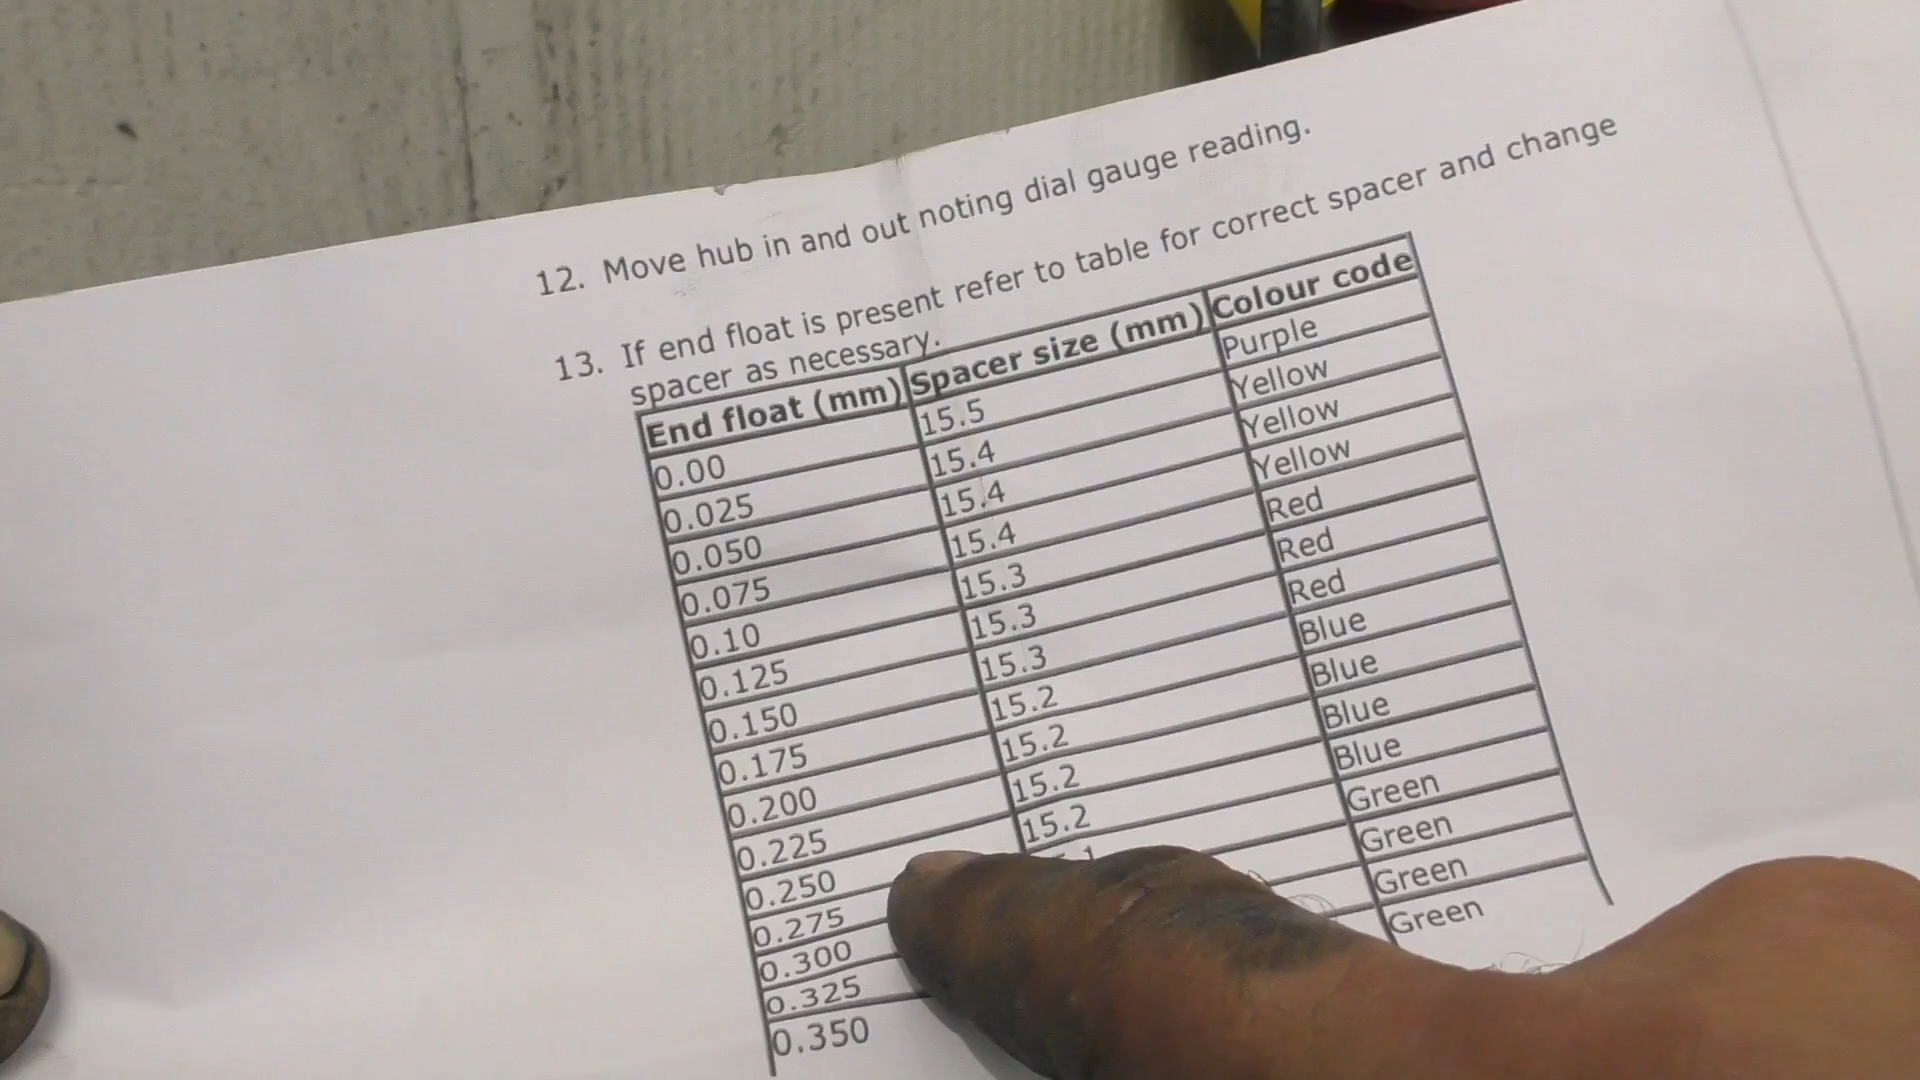 12. Move hub in and out noting dial gauge reading.
13. If end float is present refer to table for correct spacer and change
spacer as necessary.
End float (mm) Spacer size (mm) Colour code
0.00 15.5 Purple
0.025 15.4 Yellow
0.050 15.4 Yellow
0.075 15.4 Yellow
0.10 15.3 Red
0.125 15.3 Red
0.150 15.3 Red
0.175 15.2 Blue
0.200 15.2 Blue
0.225 15.2 Blue
0.250 15.2 Blue
0.275 Green
0.300 Green
0.325 Green
0.350 Green